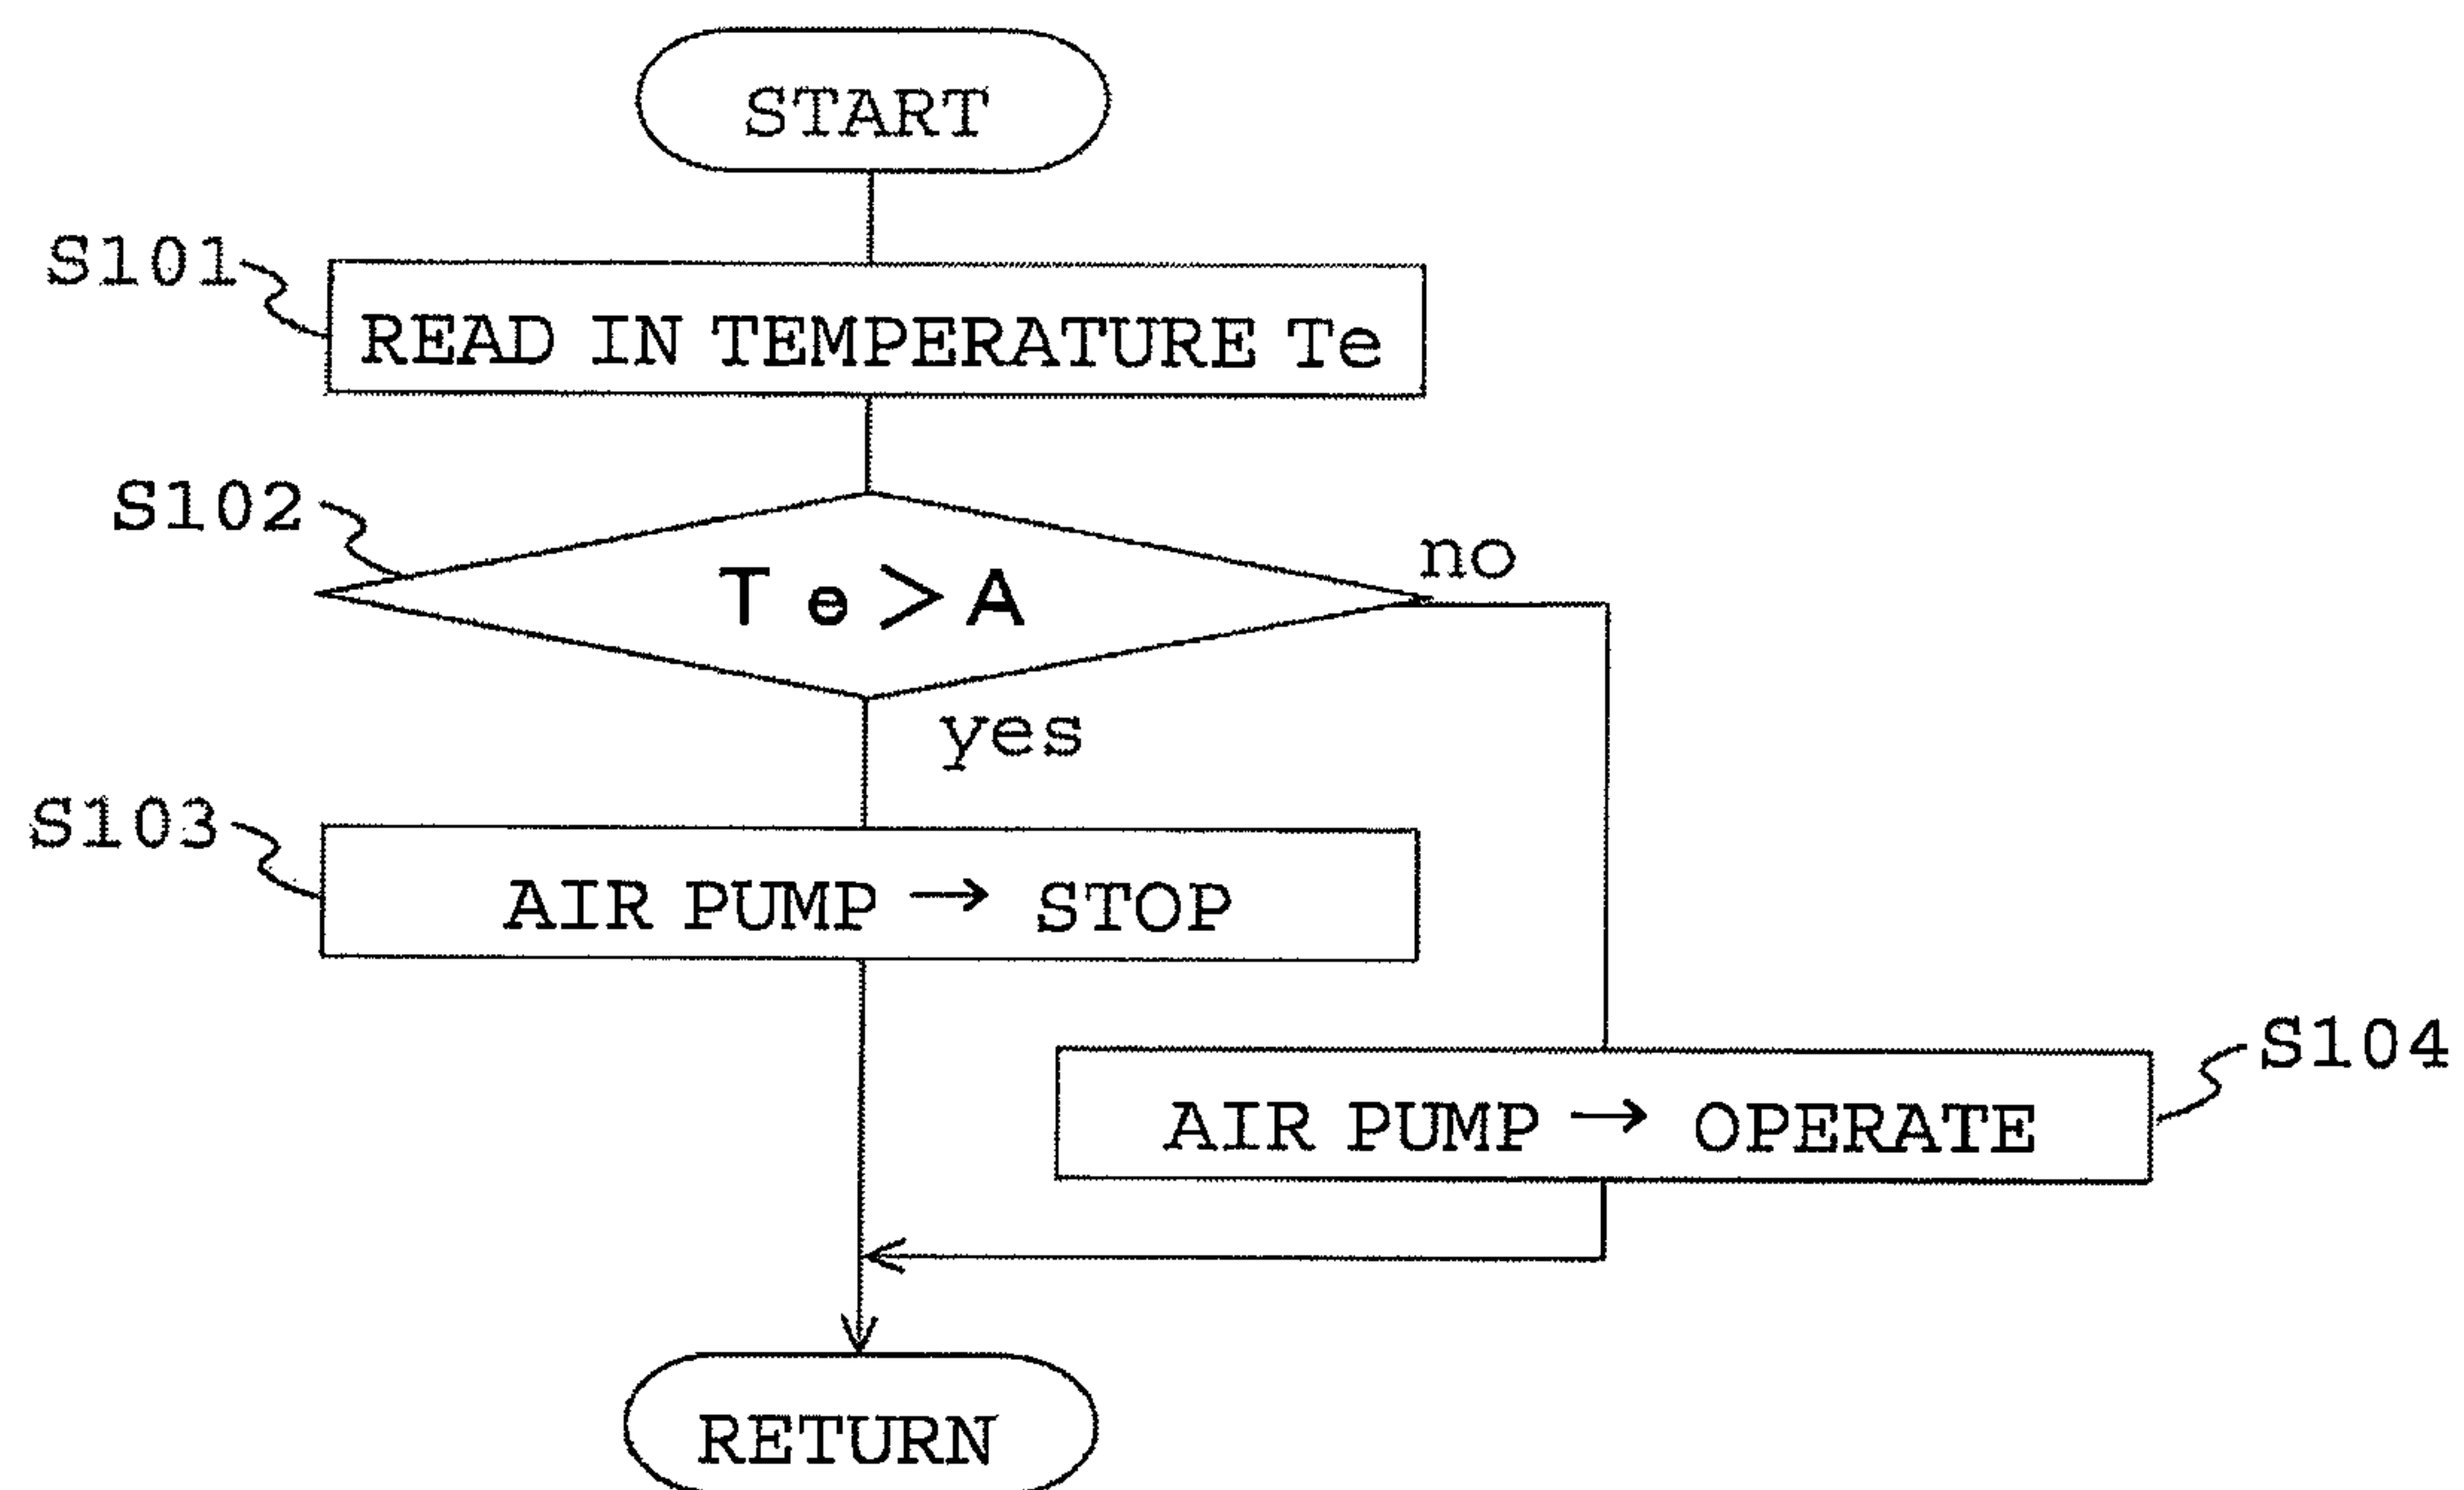 START
S101
READ IN TEMPERATURE Te
S102
Te>A
no
yes
S103
AIR PUMP → STOP
S104
AIR PUMP → OPERATE
RETURN